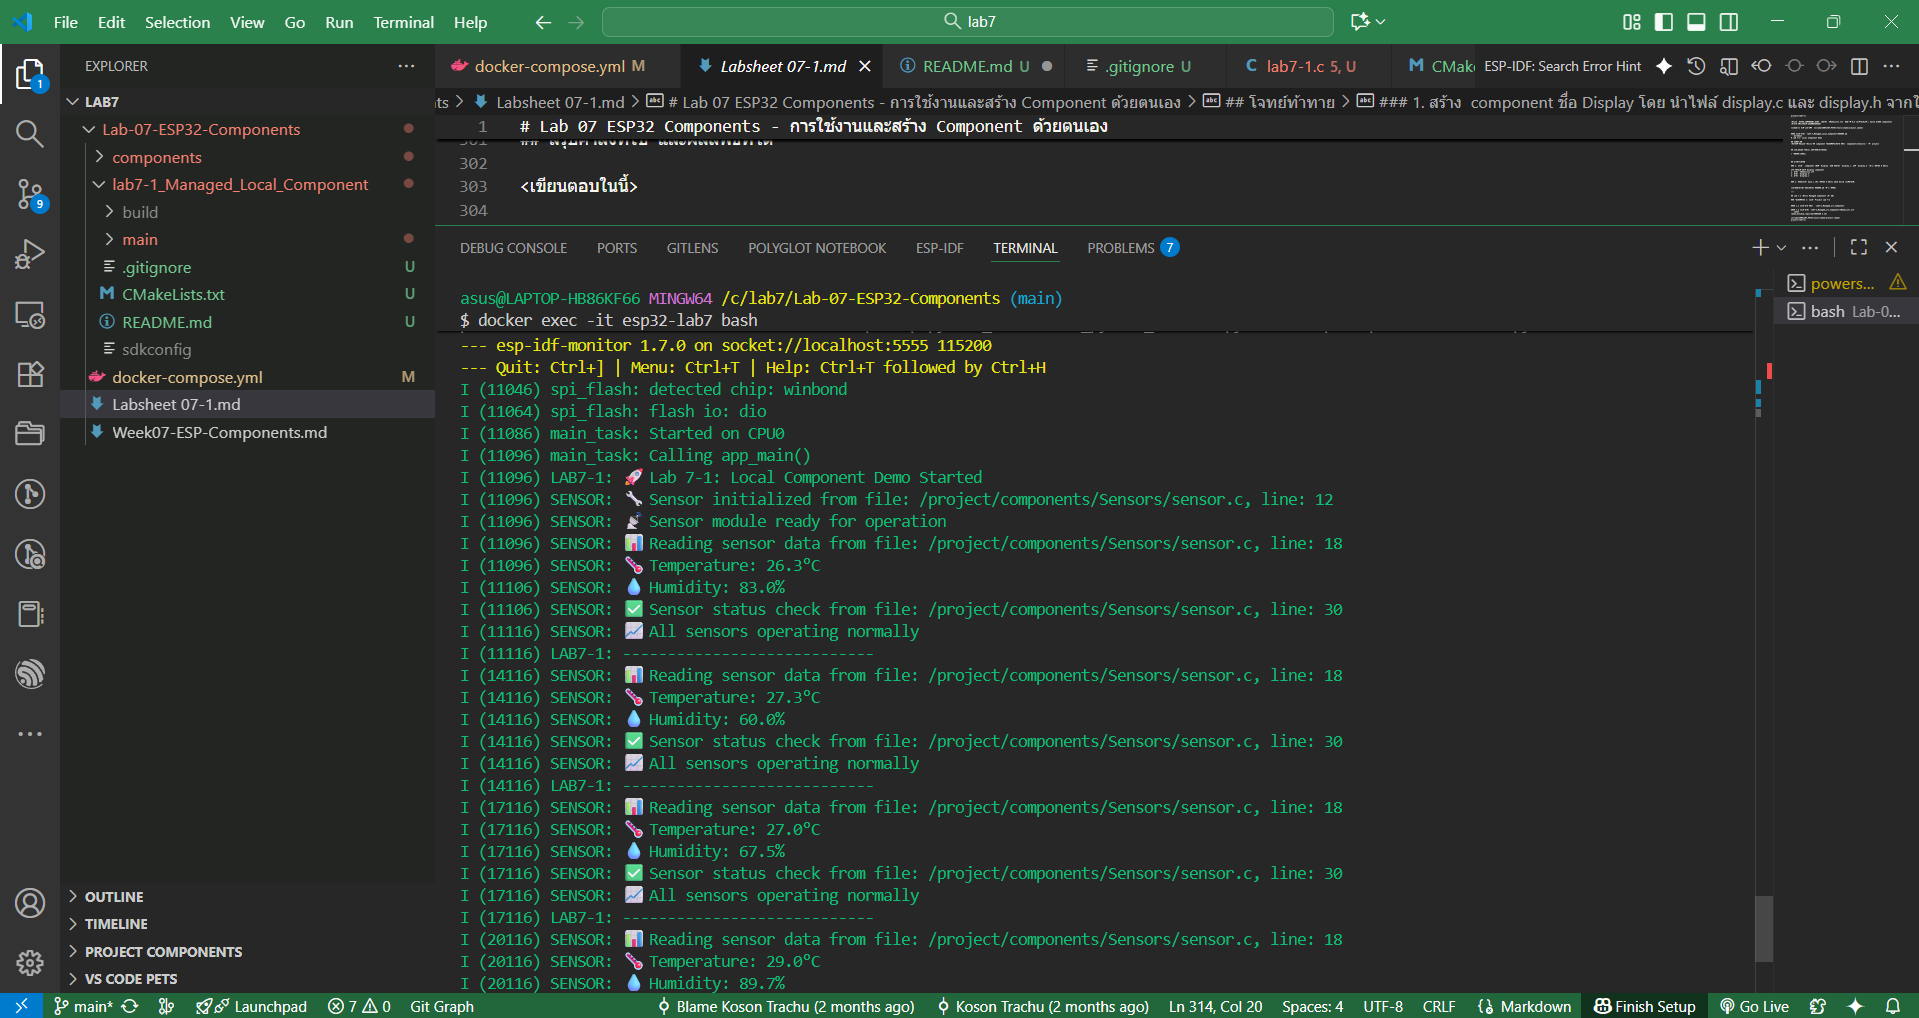 File Edit Selection View Go Run Terminal Help
lab7
EXPLORER
docker-compose.yml M
Labsheet 07-1.md
README.md U
.gitignore U
lab7-1.c 5, U
CMake
ESP-IDF: Search Error Hint
ts > Labsheet 07-1.md > # Lab 07 ESP32 Components - การใช้งานและสร้าง Component ด้วยตนเอง > ## โจทย์ท้าทาย > ### 1. สร้าง component ชื่อ Display โดย นำไฟล์ display.c และ display.h จากใ
LAB7
Lab-07-ESP32-Components
components
lab7-1_Managed_Local_Component
build
main
.gitignore U
CMakeLists.txt U
README.md U
sdkconfig
docker-compose.yml M
Labsheet 07-1.md
Week07-ESP-Components.md
OUTLINE
TIMELINE
PROJECT COMPONENTS
VS CODE PETS
1 # Lab 07 ESP32 Components - การใช้งานและสร้าง Component ด้วยตนเอง
301
302
303 <เขียนตอบในนี้>
304
DEBUG CONSOLE PORTS GITLENS POLYGLOT NOTEBOOK ESP-IDF TERMINAL PROBLEMS 7
powers...
bash Lab-0...
asus@LAPTOP-HB86KF66 MINGW64 /c/lab7/Lab-07-ESP32-Components (main)
$ docker exec -it esp32-lab7 bash
--- esp-idf-monitor 1.7.0 on socket://localhost:5555 115200
--- Quit: Ctrl+] | Menu: Ctrl+T | Help: Ctrl+T followed by Ctrl+H
I (11046) spi_flash: detected chip: winbond
I (11064) spi_flash: flash io: dio
I (11086) main_task: Started on CPU0
I (11096) main_task: Calling app_main()
I (11096) LAB7-1: 🚀 Lab 7-1: Local Component Demo Started
I (11096) SENSOR: 🔧 Sensor initialized from file: /project/components/Sensors/sensor.c, line: 12
I (11096) SENSOR: 📡 Sensor module ready for operation
I (11096) SENSOR: 📊 Reading sensor data from file: /project/components/Sensors/sensor.c, line: 18
I (11096) SENSOR: 🌡️ Temperature: 26.3°C
I (11106) SENSOR: 💧 Humidity: 83.0%
I (11106) SENSOR: ✅ Sensor status check from file: /project/components/Sensors/sensor.c, line: 30
I (11116) SENSOR: 📈 All sensors operating normally
I (11116) LAB7-1: ----------------------------
I (14116) SENSOR: 📊 Reading sensor data from file: /project/components/Sensors/sensor.c, line: 18
I (14116) SENSOR: 🌡️ Temperature: 27.3°C
I (14116) SENSOR: 💧 Humidity: 60.0%
I (14116) SENSOR: ✅ Sensor status check from file: /project/components/Sensors/sensor.c, line: 30
I (14116) SENSOR: 📈 All sensors operating normally
I (14116) LAB7-1: ----------------------------
I (17116) SENSOR: 📊 Reading sensor data from file: /project/components/Sensors/sensor.c, line: 18
I (17116) SENSOR: 🌡️ Temperature: 27.0°C
I (17116) SENSOR: 💧 Humidity: 67.5%
I (17116) SENSOR: ✅ Sensor status check from file: /project/components/Sensors/sensor.c, line: 30
I (17116) SENSOR: 📈 All sensors operating normally
I (17116) LAB7-1: ----------------------------
I (20116) SENSOR: 📊 Reading sensor data from file: /project/components/Sensors/sensor.c, line: 18
I (20116) SENSOR: 🌡️ Temperature: 29.0°C
I (20116) SENSOR: 💧 Humidity: 89.7%
main* Launchpad 7 0 Git Graph Blame Koson Trachu (2 months ago) Koson Trachu (2 months ago) Ln 314, Col 20 Spaces: 4 UTF-8 CRLF Markdown Finish Setup Go Live